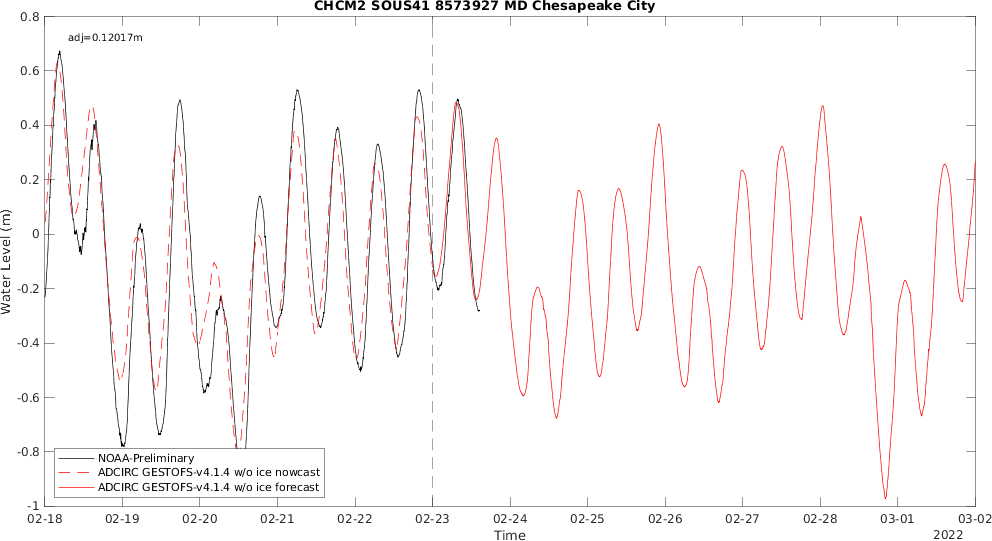 CHCM2 SOUS41 8573927 MD Chesapeake City
adj=0.12017m
0.8
0.6
0.4
0.2
0
-0.2
-0.4
-0.6
-0.8
-1
Water Level (m)
NOAA-Preliminary
ADCIRC GESTOFS-v4.1.4 w/o ice nowcast
ADCIRC GESTOFS-v4.1.4 w/o ice forecast
02-18 02-19 02-20 02-21 02-22 02-23 02-24 02-25 02-26 02-27 02-28 03-01 03-02
Time
2022